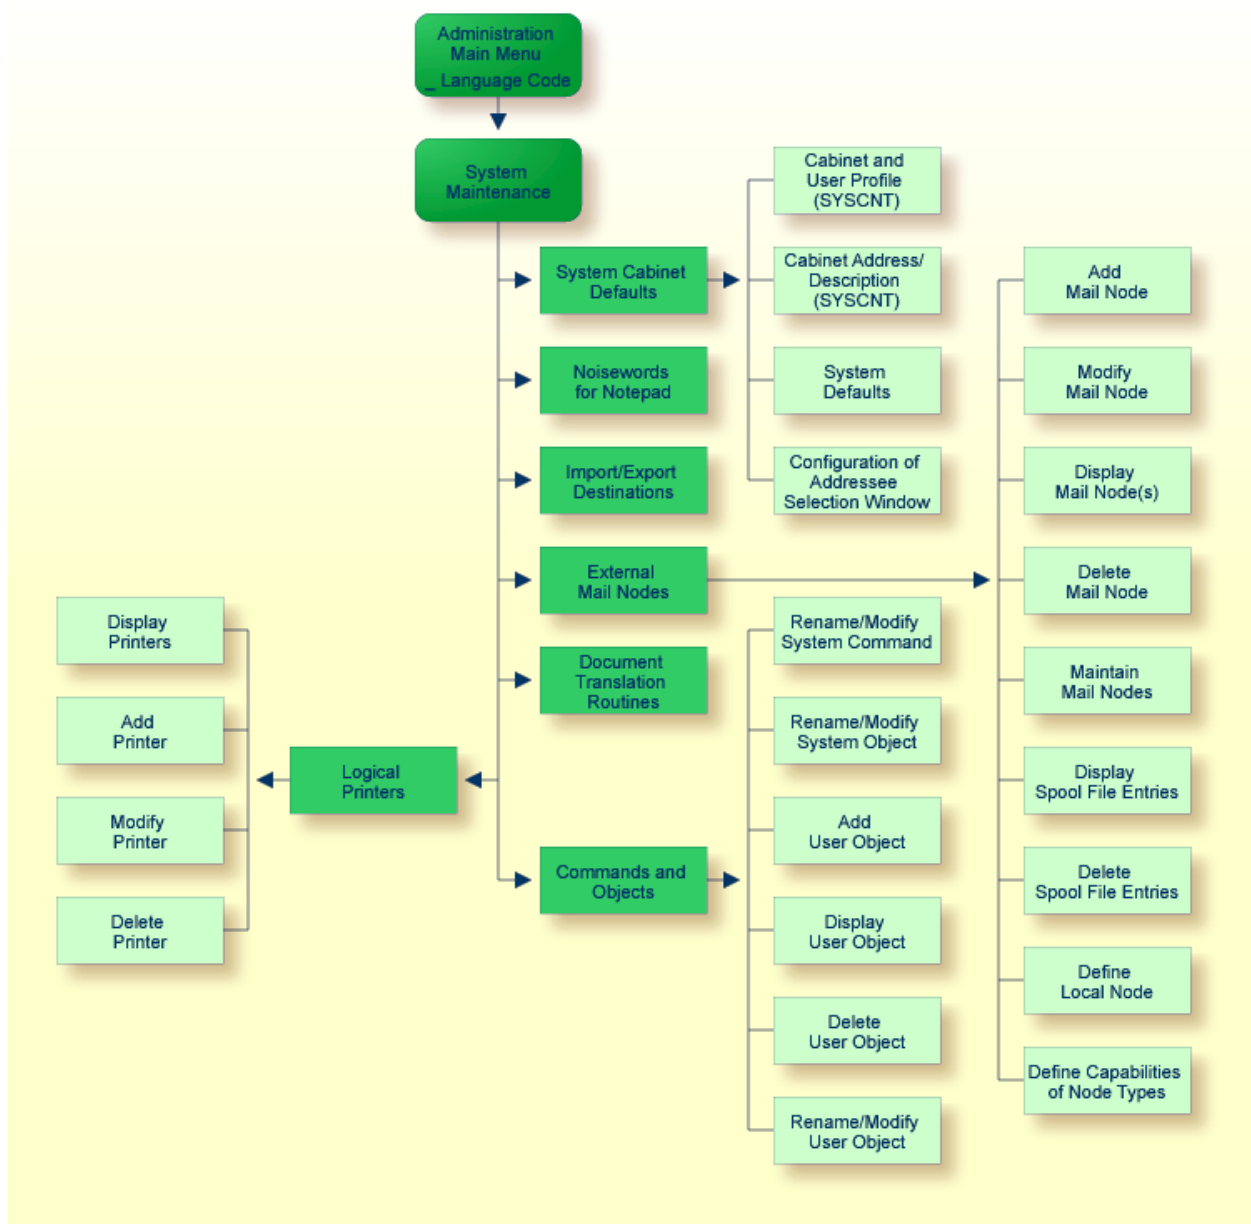 Administration
Main Menu
_ Language Code
System
Maintenance
System Cabinet
Defaults
Cabinet and
User Profile
(SYSCNT)
Cabinet Address/
Description
(SYSCNT)
System
Defaults
Configuration of
Addressee
Selection Window
Noisewords
for Notepad
Import/Export
Destinations
External
Mail Nodes
Add
Mail Node
Modify
Mail Node
Display
Mail Node(s)
Delete
Mail Node
Maintain
Mail Nodes
Display
Spool File Entries
Delete
Spool File Entries
Define
Local Node
Define Capabilities
of Node Types
Document
Translation
Routines
Logical
Printers
Display
Printers
Add
Printer
Modify
Printer
Delete
Printer
Commands and
Objects
Rename/Modify
System Command
Rename/Modify
System Object
Add
User Object
Display
User Object
Delete
User Object
Rename/Modify
User Object